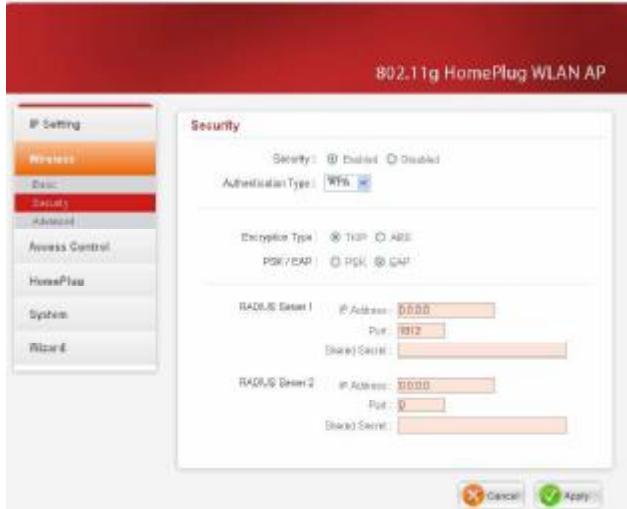 802.11g HomePlug WLAN AP
IP Setting
Wireless
Basic
Security
Advanced
Access Control
HomePlug
System
Wizard
Security
Security : Enabled Disabled
Authentication Type : WPA
Encryption Type : TKIP AES
PSK / EAP : PSK EAP
RADIUS Server 1 IP Address : 0.0.0.0
Port : 1812
Shared Secret :
RADIUS Server 2 IP Address : 0.0.0.0
Port : 0
Shared Secret :
Cancel Apply